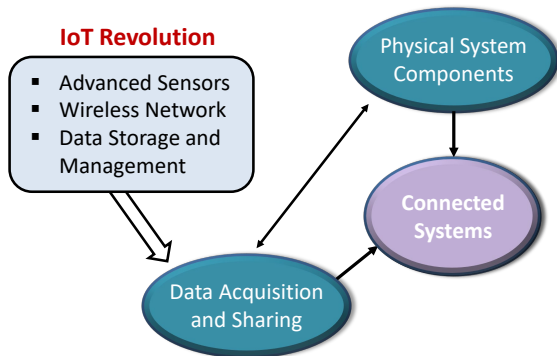 IoT Revolution
▪ Advanced Sensors
▪ Wireless Network
▪ Data Storage and
Management
Physical System
Components
Connected
Systems
Data Acquisition
and Sharing